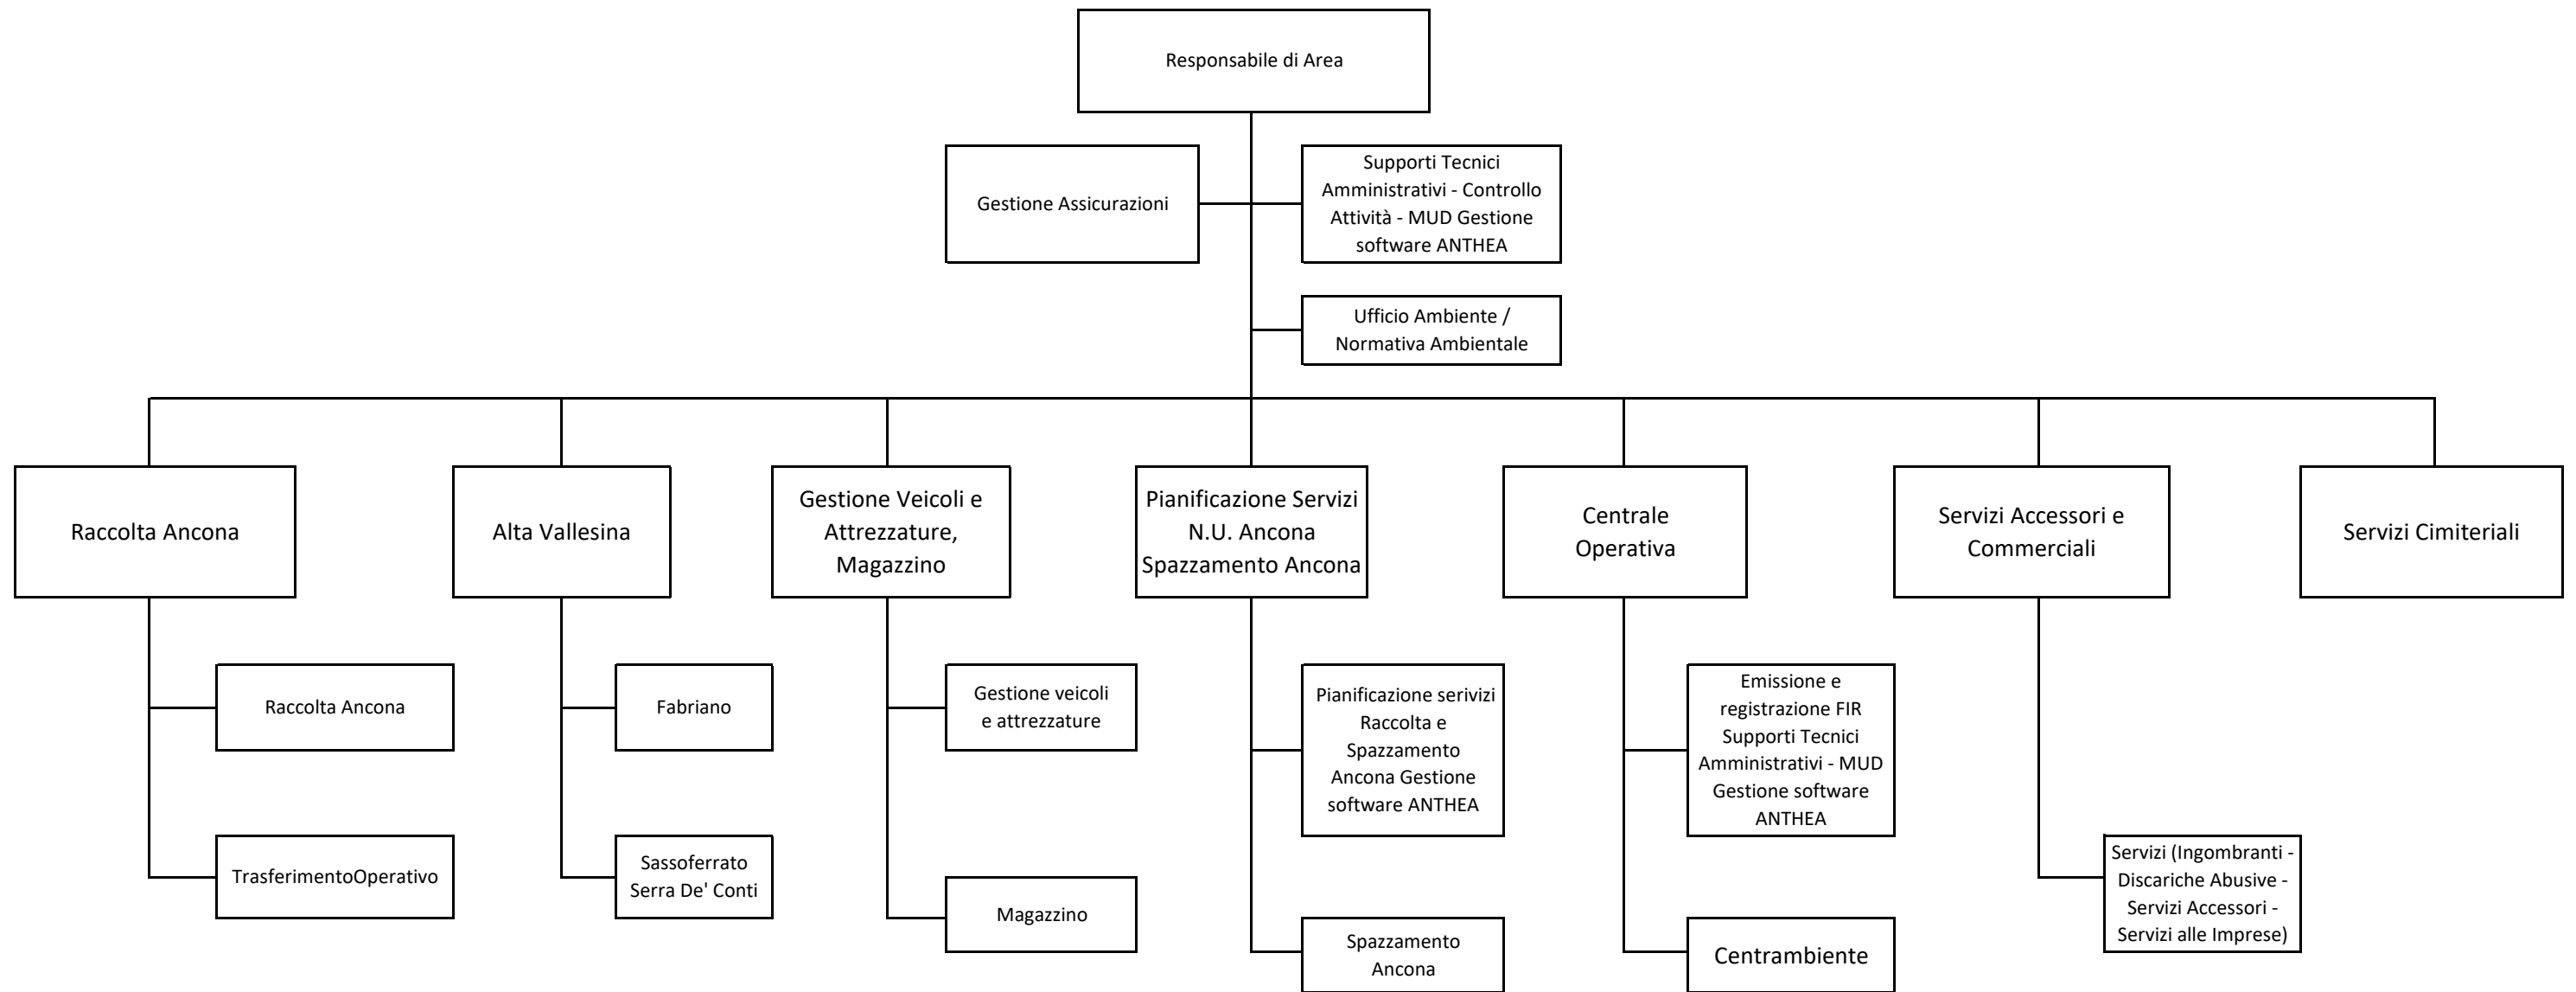 Responsabile di Area
Gestione Assicurazioni
Supporti Tecnici
Amministrativi - Controllo
Attività - MUD Gestione
software ANTHEA
Ufficio Ambiente /
Normativa Ambientale
Raccolta Ancona
Alta Vallesina
Gestione Veicoli e
Attrezzature,
Magazzino
Pianificazione Servizi
N.U. Ancona
Spazzamento Ancona
Centrale
Operativa
Servizi Accessori e
Commerciali
Servizi Cimiteriali
Raccolta Ancona
Fabriano
Gestione veicoli
e attrezzature
Pianificazione serivizi
Raccolta e
Spazzamento
Ancona Gestione
software ANTHEA
Emissione e
registrazione FIR
Supporti Tecnici
Amministrativi - MUD
Gestione software
ANTHEA
TrasferimentoOperativo
Sassoferrato
Serra De' Conti
Magazzino
Spazzamento
Ancona
Centrambiente
Servizi (Ingombranti -
Discariche Abusive -
Servizi Accessori -
Servizi alle Imprese)